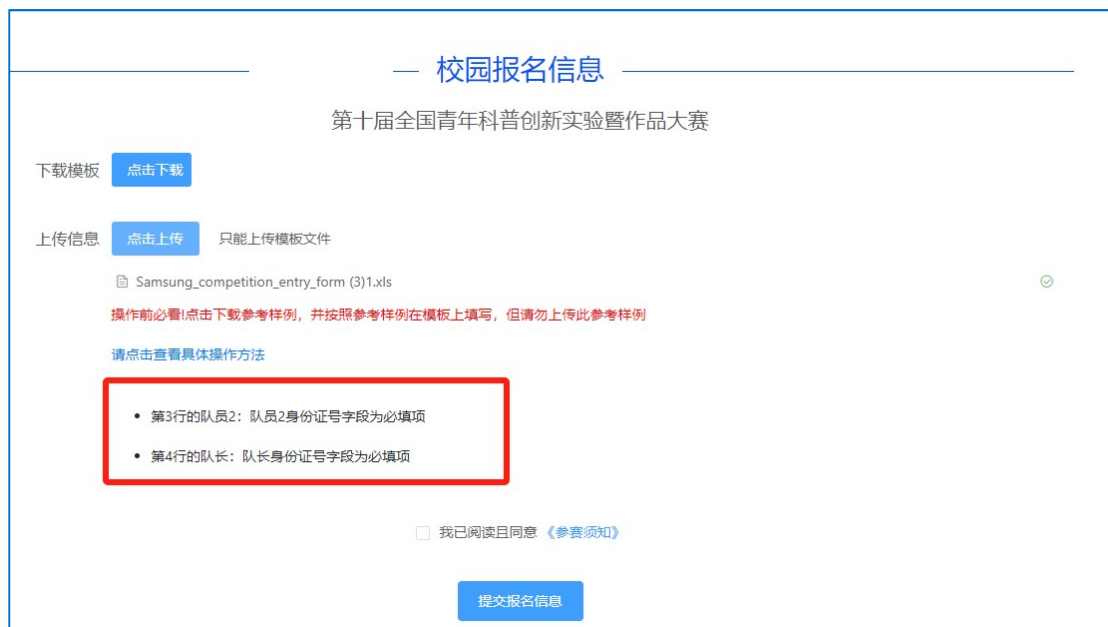 校园报名信息
第十届全国青年科普创新实验暨作品大赛
下载模板 点击下载
上传信息 点击上传 只能上传模板文件
Samsung_competition_entry_form (3)1.xls
操作前必看!点击下载参考样例，并按照参考样例在模板上填写，但请勿上传此参考样例
请点击查看具体操作方法
• 第3行的队员2：队员2身份证号字段为必填项
• 第4行的队长：队长身份证号字段为必填项
我已阅读且同意《参赛须知》
提交报名信息